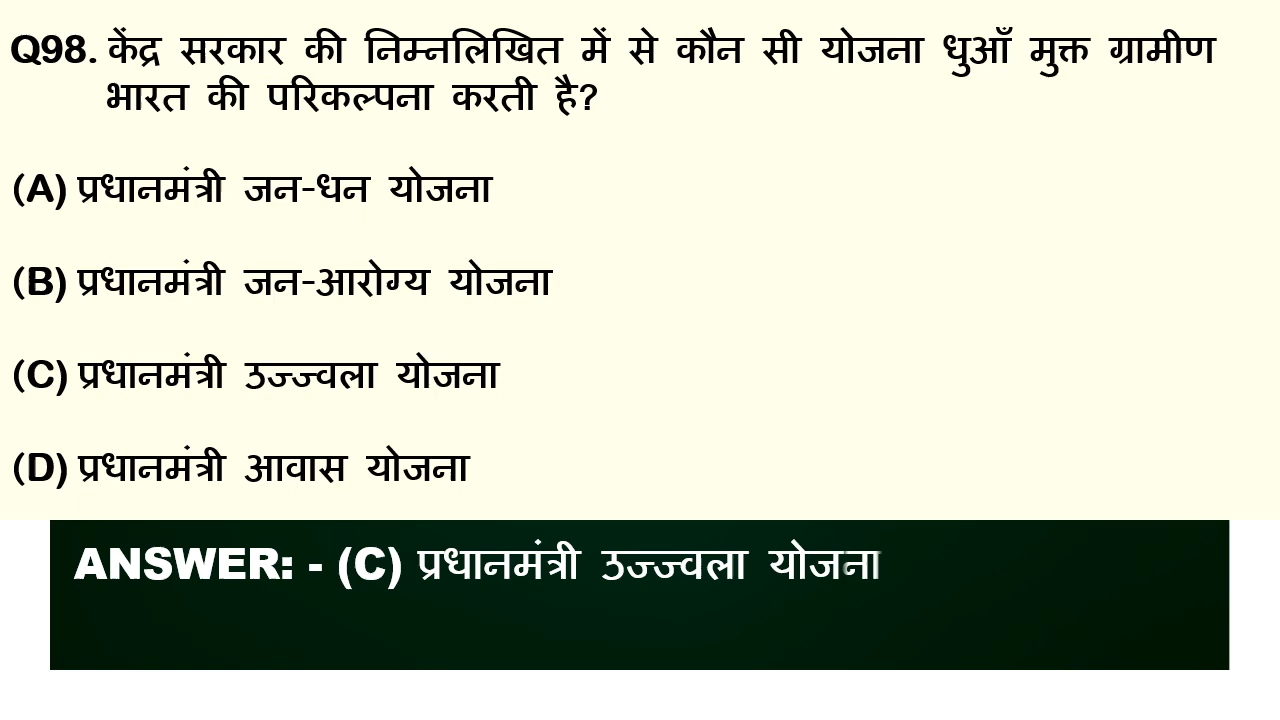 Q98. केंद्र सरकार की निम्नलिखित में से कौन सी योजना धुआँ मुक्त ग्रामीण
भारत की परिकल्पना करती है?
(A) प्रधानमंत्री जन-धन योजना
(B) प्रधानमंत्री जन-आरोग्य योजना
(C) प्रधानमंत्री उज्ज्वला योजना
(D) प्रधानमंत्री आवास योजना
ANSWER: - (C) प्रधानमंत्री उज्ज्वला योजना